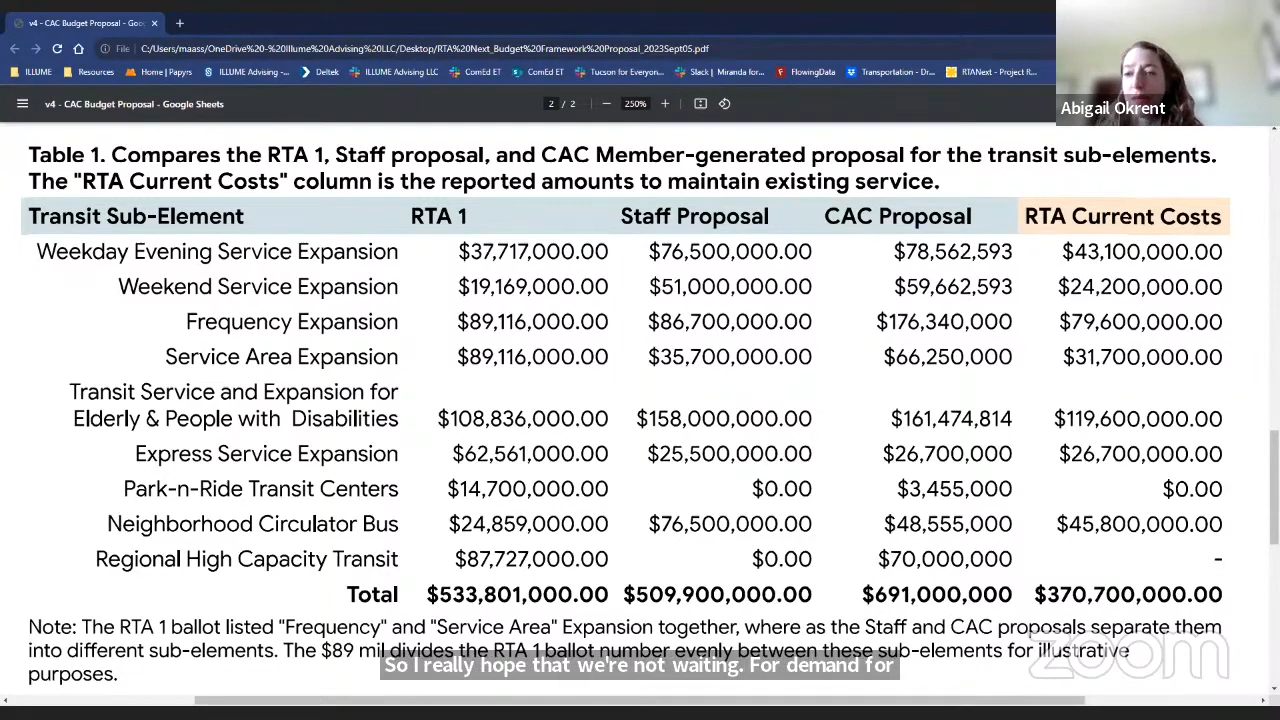 v4 - CAC Budget Proposal - Goo
File C:/Users/maass/OneDrive%20-%20Illume%20Advising%20LLC/Desktop/RTA%20Next_Budget%20Framework%20Proposal_2023Sept05.pdf
ILLUME Resources Home | Papyrs ILLUME Advising -... Deltek ILLUME Advising LLC ComEd ET ComEd ET Tucson for Everyon... Slack | Miranda for... FlowingData Transportation - Dr... RTANext - Project R...
v4 - CAC Budget Proposal - Google Sheets 2 / 2 250%
Abigail Okrent
Table 1. Compares the RTA 1, Staff proposal, and CAC Member-generated proposal for the transit sub-elements.
The "RTA Current Costs" column is the reported amounts to maintain existing service.
Transit Sub-Element RTA 1 Staff Proposal CAC Proposal RTA Current Costs
Weekday Evening Service Expansion $37,717,000.00 $76,500,000.00 $78,562,593 $43,100,000.00
Weekend Service Expansion $19,169,000.00 $51,000,000.00 $59,662,593 $24,200,000.00
Frequency Expansion $89,116,000.00 $86,700,000.00 $176,340,000 $79,600,000.00
Service Area Expansion $89,116,000.00 $35,700,000.00 $66,250,000 $31,700,000.00
Transit Service and Expansion for
Elderly & People with Disabilities $108,836,000.00 $158,000,000.00 $161,474,814 $119,600,000.00
Express Service Expansion $62,561,000.00 $25,500,000.00 $26,700,000 $26,700,000.00
Park-n-Ride Transit Centers $14,700,000.00 $0.00 $3,455,000 $0.00
Neighborhood Circulator Bus $24,859,000.00 $76,500,000.00 $48,555,000 $45,800,000.00
Regional High Capacity Transit $87,727,000.00 $0.00 $70,000,000 -
Total $533,801,000.00 $509,900,000.00 $691,000,000 $370,700,000.00
Note: The RTA 1 ballot listed "Frequency" and "Service Area" Expansion together, where as the Staff and CAC proposals separate them
into different sub-elements. The $89 mil divides the RTA 1 ballot number evenly between these sub-elements for illustrative
purposes.
So I really hope that we're not waiting. For demand for
zoom